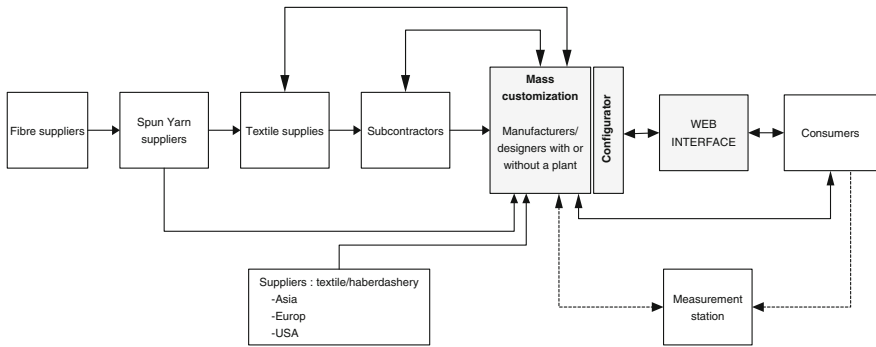 Fibre suppliers
Spun Yarn
suppliers
Textile supplies
Subcontractors
Mass
customization
Manufacturers/
designers with or
without a plant
Configurator
WEB
INTERFACE
Consumers
Suppliers : textile/haberdashery
-Asia
-Europ
-USA
Measurement
station